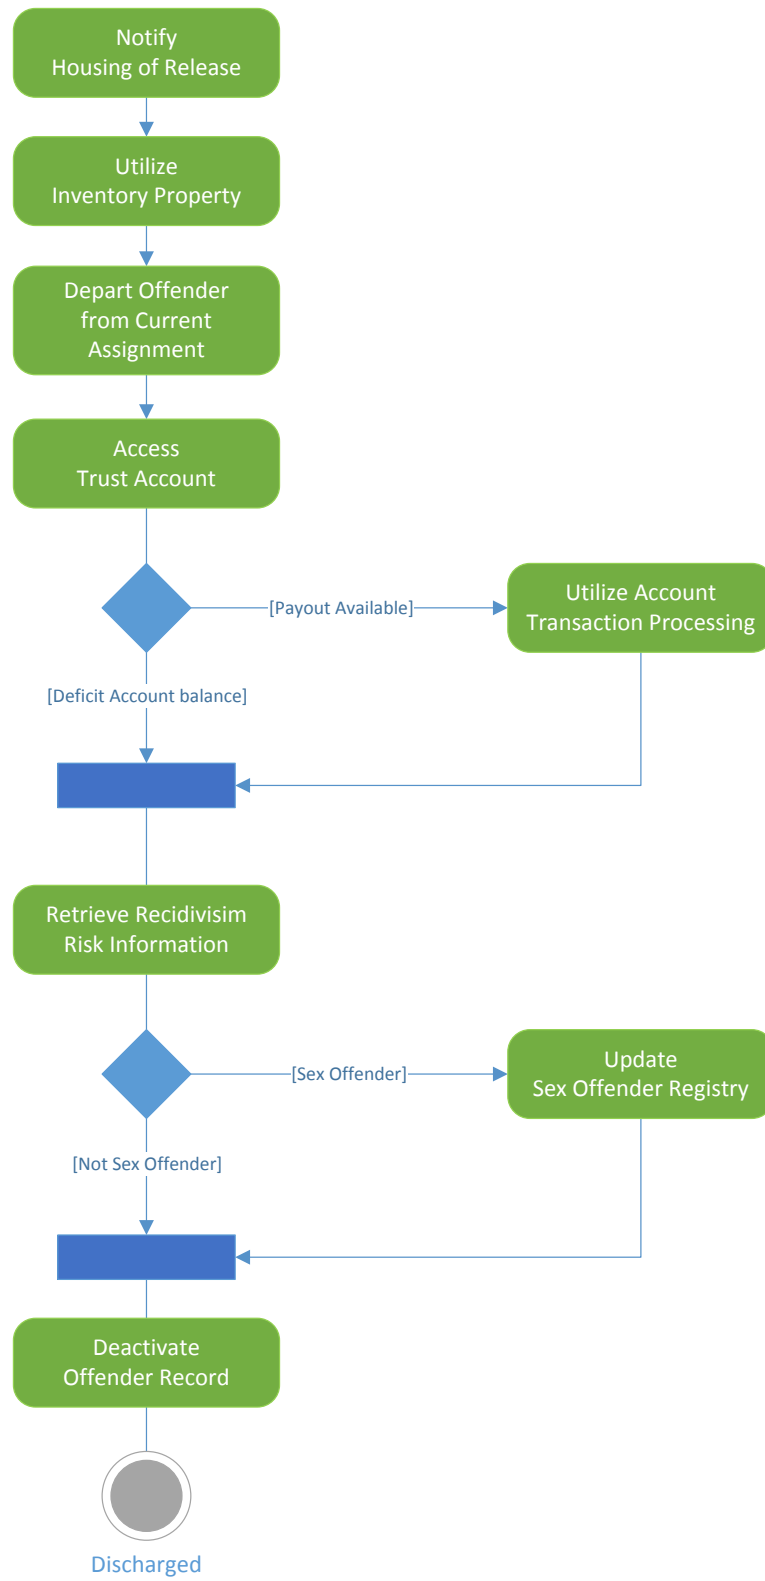 Notify
Housing of Release
Utilize
Inventory Property
Depart Offender
from Current
Assignment
Access
Trust Account
[Payout Available]
Utilize Account
Transaction Processing
[Deficit Account balance]
Retrieve Recidivisim
Risk Information
[Sex Offender]
Update
Sex Offender Registry
[Not Sex Offender]
Deactivate
Offender Record
Discharged